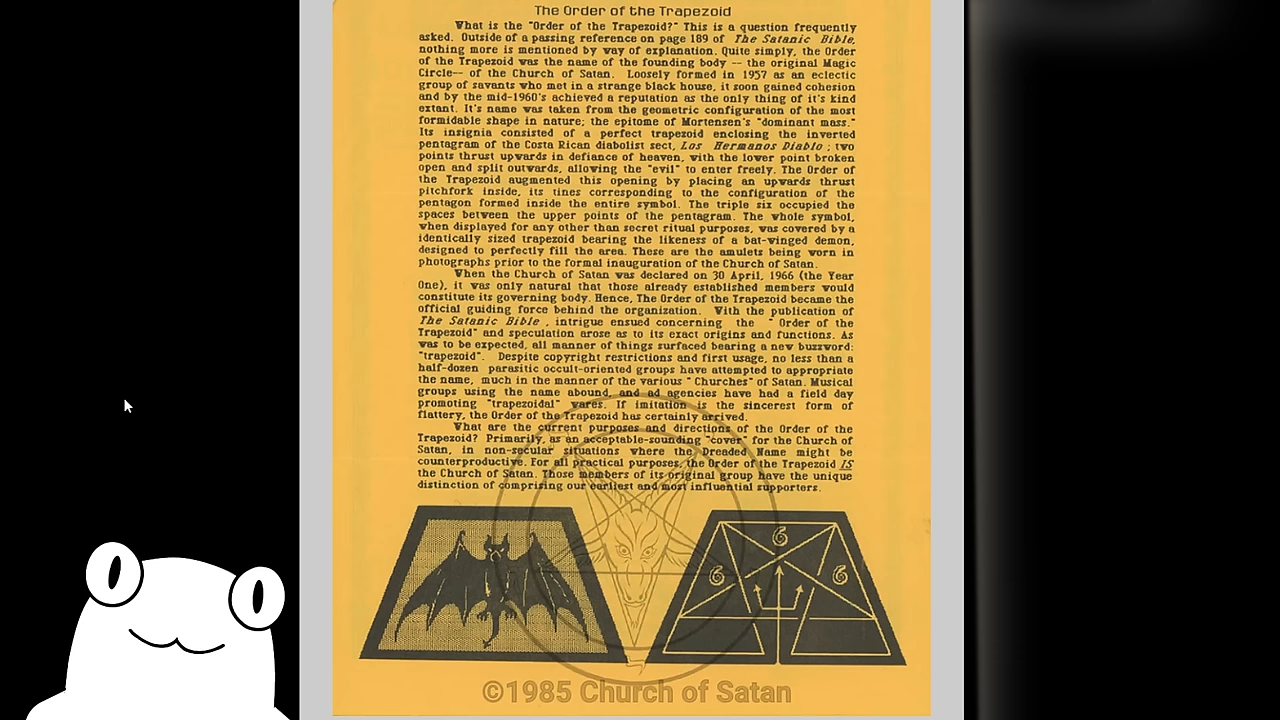 The Order of the Trapezoid
What is the "Order of the Trapezoid?" This is a question frequently
asked. Outside of a passing reference on page 189 of The Satanic Bible,
nothing more is mentioned by way of explanation. Quite simply, the Order
of the Trapezoid was the name of the founding body -- the original Magic
Circle-- of the Church of Satan. Loosely formed in 1957 as an eclectic
group of savants who met in a strange black house, it soon gained cohesion
and by the mid-1960's achieved a reputation as the only thing of it's kind
extant. It's name was taken from the geometric configuration of the most
formidable shape in nature; the epitome of Mortensen's "dominant mass."
Its insignia consisted of a perfect trapezoid enclosing the inverted
pentagram of the Costa Rican diabolist sect, Los Hermanos Diablo ; two
points thrust upwards in defiance of heaven, with the lower point broken
open and split outwards, allowing the "evil" to enter freely. The Order of
the Trapezoid augmented this opening by placing an upwards thrust
pitchfork inside, its tines corresponding to the configuration of the
pentagon formed inside the entire symbol. The triple six occupied the
spaces between the upper points of the pentagram. The whole symbol,
when displayed for any other than secret ritual purposes, was covered by a
identically sized trapezoid bearing the likeness of a bat-winged demon,
designed to perfectly fill the area. These are the amulets being worn in
photographs prior to the formal inauguration of the Church of Satan.
When the Church of Satan was declared on 30 April, 1966 (the Year
One), it was only natural that those already established members would
constitute its governing body. Hence, The Order of the Trapezoid became the
official guiding force behind the organization. With the publication of
The Satanic Bible , intrigue ensued concerning the " Order of the
Trapezoid" and speculation arose as to its exact origins and functions. As
was to be expected, all manner of things surfaced bearing a new buzzword:
"trapezoid". Despite copyright restrictions and first usage, no less than a
half-dozen parasitic occult-oriented groups have attempted to appropriate
the name, much in the manner of the various " Churches" of Satan. Musical
groups using the name abound, and ad agencies have had a field day
promoting "trapezoidal" wares. If imitation is the sincerest form of
flattery, the Order of the Trapezoid has certainly arrived.
What are the current purposes and directions of the Order of the
Trapezoid? Primarily, as an acceptable-sounding "cover" for the Church of
Satan, in non-secular situations where the Dreaded Name might be
counterproductive. For all practical purposes, the Order of the Trapezoid IS
the Church of Satan. Those members of its original group have the unique
distinction of comprising our earliest and most influential supporters.
6
6 6
©1985 Church of Satan